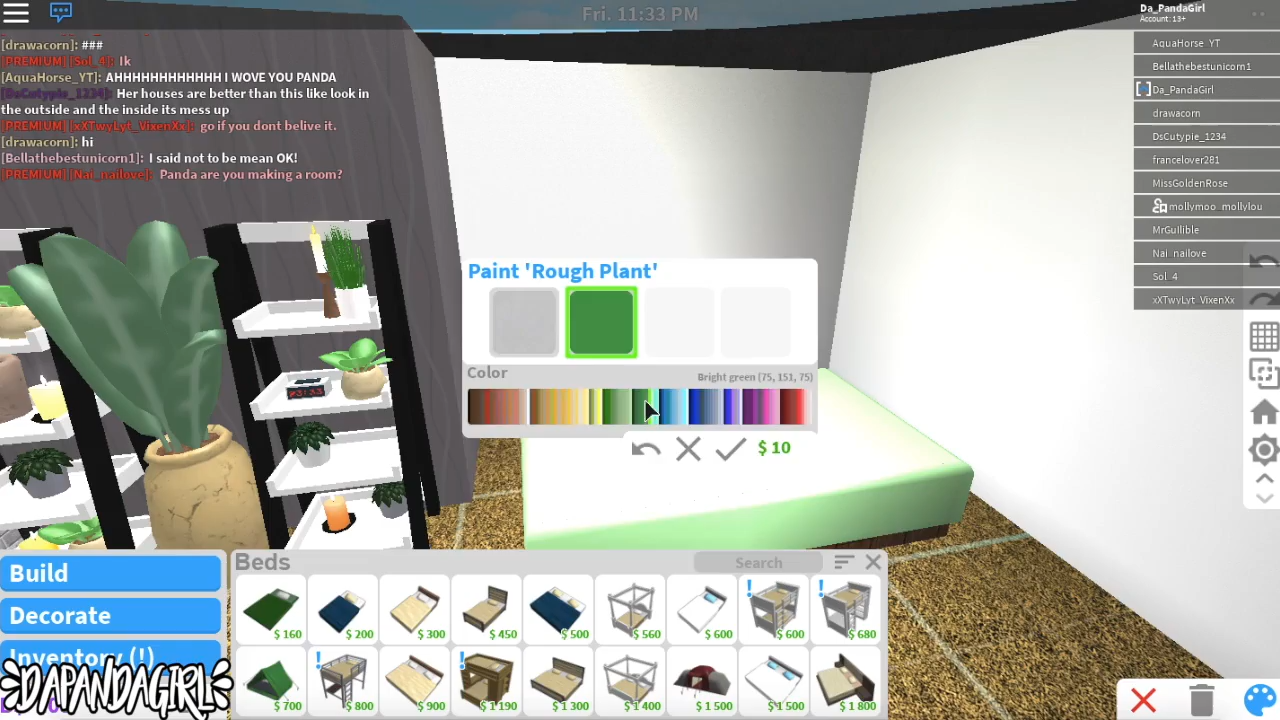 Fri. 11:33 PM
Da_PandaGirl
Account: 13+
[drawacorn]: ###
[PREMIUM] [Sol_4]: Ik
[AquaHorse_YT]: AHHHHHHHHHHH I WOVE YOU PANDA
[DsCutypie_1234]: Her houses are better than this like look in
the outside and the inside its mess up
[PREMIUM] [xXTwyLyt_VixenXx]: go if you dont belive it.
[drawacorn]: hi
[Bellathebestunicorn1]: I said not to be mean OK!
[PREMIUM] [Nai_nailove]: Panda are you making a room?
AquaHorse_YT
Bellathebestunicorn1
Da_PandaGirl
drawacorn
DsCutypie_1234
francelover281
MissGoldenRose
mollymoo_mollylou
MrGullible
Nai_nailove
Sol_4
xXTwyLyt_VixenXx
Paint 'Rough Plant'
Color
Bright green (75, 151, 75)
$ 10
Build
Decorate
Inventory (!)
DAPANDAGIRL
Beds
Search
$ 160
$ 200
$ 300
$ 450
$ 500
$ 560
$ 600
! $ 600
! $ 680
$ 700
! $ 800
$ 900
! $ 1 190
$ 1 300
$ 1 400
$ 1 500
$ 1 500
$ 1 800